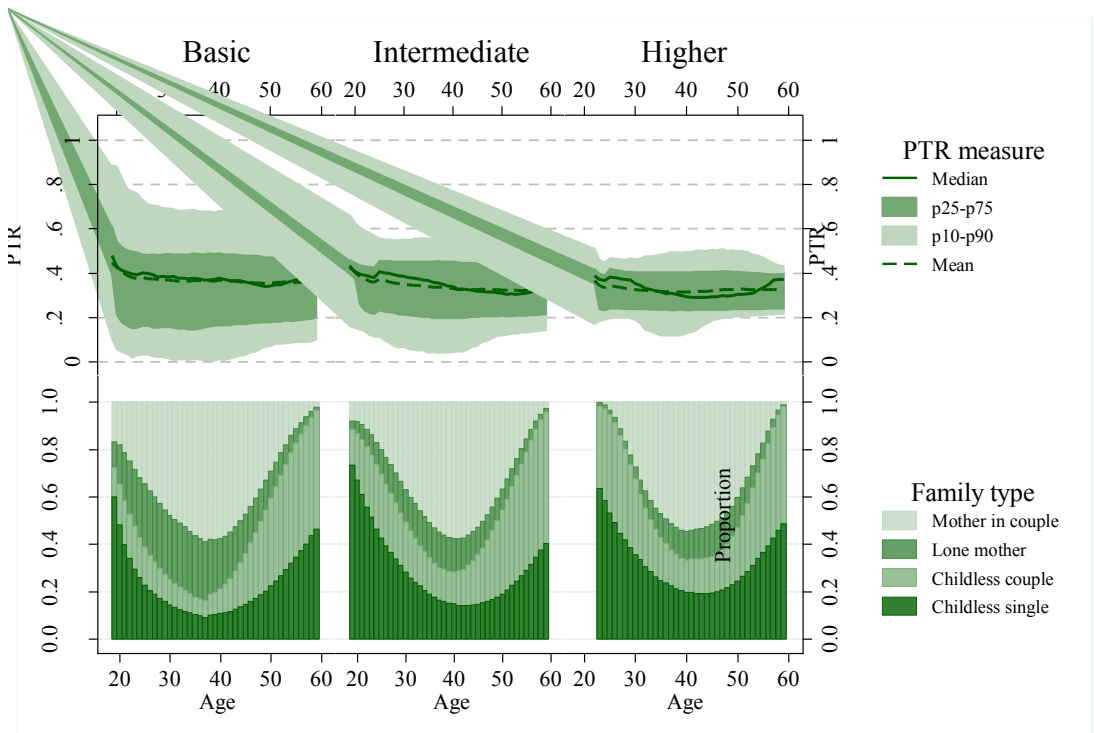 Basic Intermediate Higher
40 60 20 30 40 50 60 20 30 40 50 60
PTR
1
.8
.6
.4
.2
0
1
.8
.6
.4
.2
0
PTR
PTR measure
Median
p25-p75
p10-p90
Mean
1.0
0.8
0.6
0.4
0.2
0.0
Proportion
1.0
0.8
0.6
0.4
0.2
0.0
Family type
Mother in couple
Lone mother
Childless couple
Childless single
20 30 40 50 60 20 30 40 50 60 20 30 40 50 60
Age Age Age